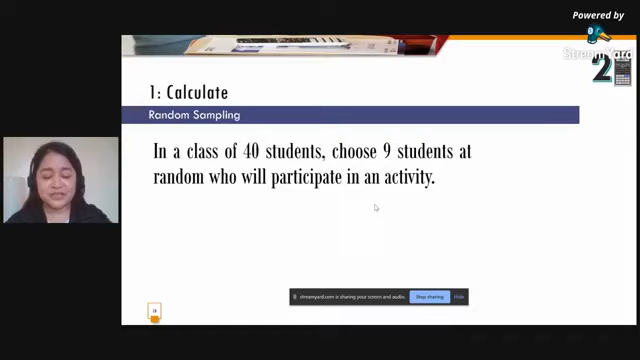 Powered by
StreamYard
2
1: Calculate
Random Sampling
In a class of 40 students, choose 9 students at
random who will participate in an activity.
streamyard.com is sharing your screen and audio.
Stop sharing
Hide